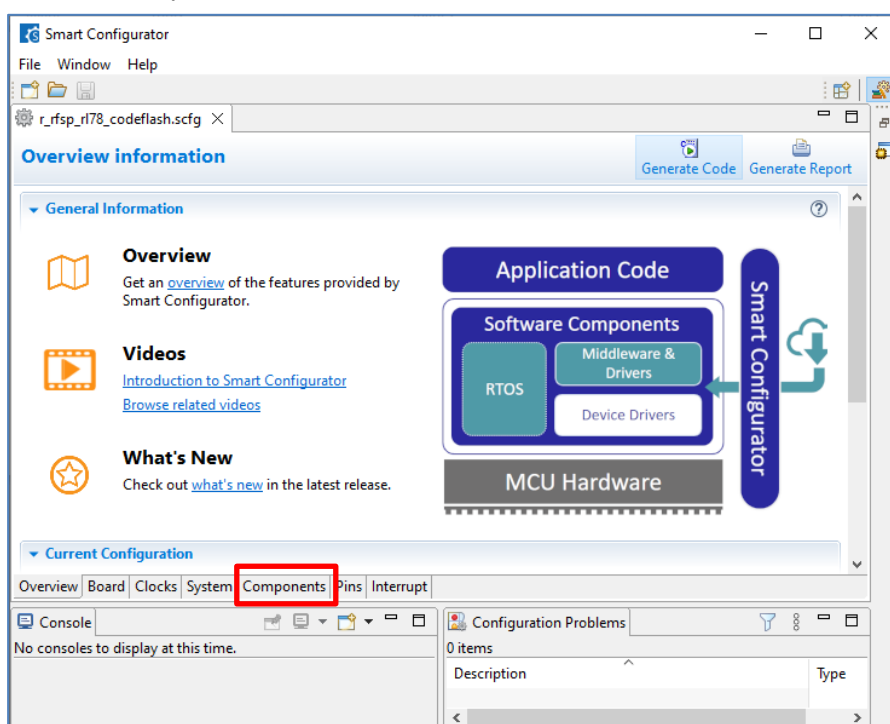 Smart Configurator
File Window Help
r_rfsp_rl78_codeflash.scfg
Overview information
Generate Code
Generate Report
General Information
Overview
Get an overview of the features provided by
Smart Configurator.
Videos
Introduction to Smart Configurator
Browse related videos
What's New
Check out what's new in the latest release.
Application Code
Software Components
RTOS
Middleware &
Drivers
Device Drivers
MCU Hardware
Smart Configurator
Current Configuration
Overview Board Clocks System Components Pins Interrupt
Console
No consoles to display at this time.
Configuration Problems
0 items
Description Type